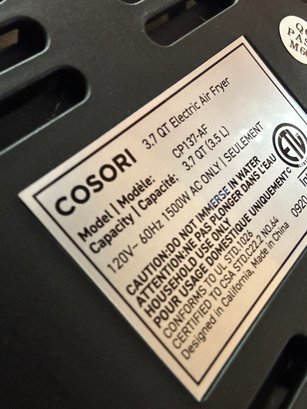 COSORI
3.7 QT Electric Air Fryer
Model / Modèle: CP137-AF
Capacity / Capacité: 3.7 QT (3.5 L)
120V~ 60Hz 1500W AC ONLY | SEULEMENT
CAUTION: DO NOT IMMERSE IN WATER
ATTENTION: NE PAS PLONGER DANS L'EAU
HOUSEHOLD USE ONLY
POUR USAGE DOMESTIQUE UNIQUEMENT
CONFORMS TO UL STD.1026
CERTIFIED TO CSA STD.C22.2 NO.64
Designed in California, Made in China
C
0920
Q
PAS